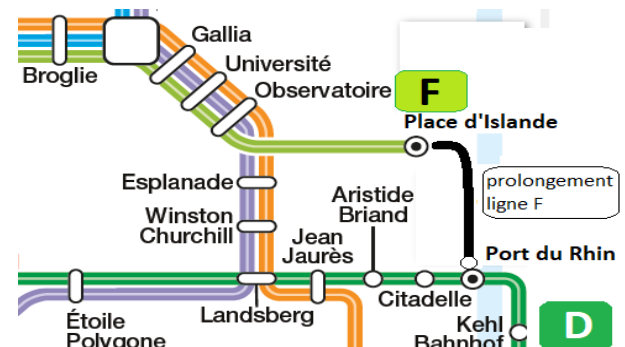 Gallia
Université
Broglie
Observatoire
F
Place d'Islande
Esplanade
prolongement
ligne F
Aristide
Briand
Winston
Churchill
Jean
Jaurès
Port du Rhin
Landsberg
Citadelle
Étoile
Polygone
Kehl
Bahnhof
D